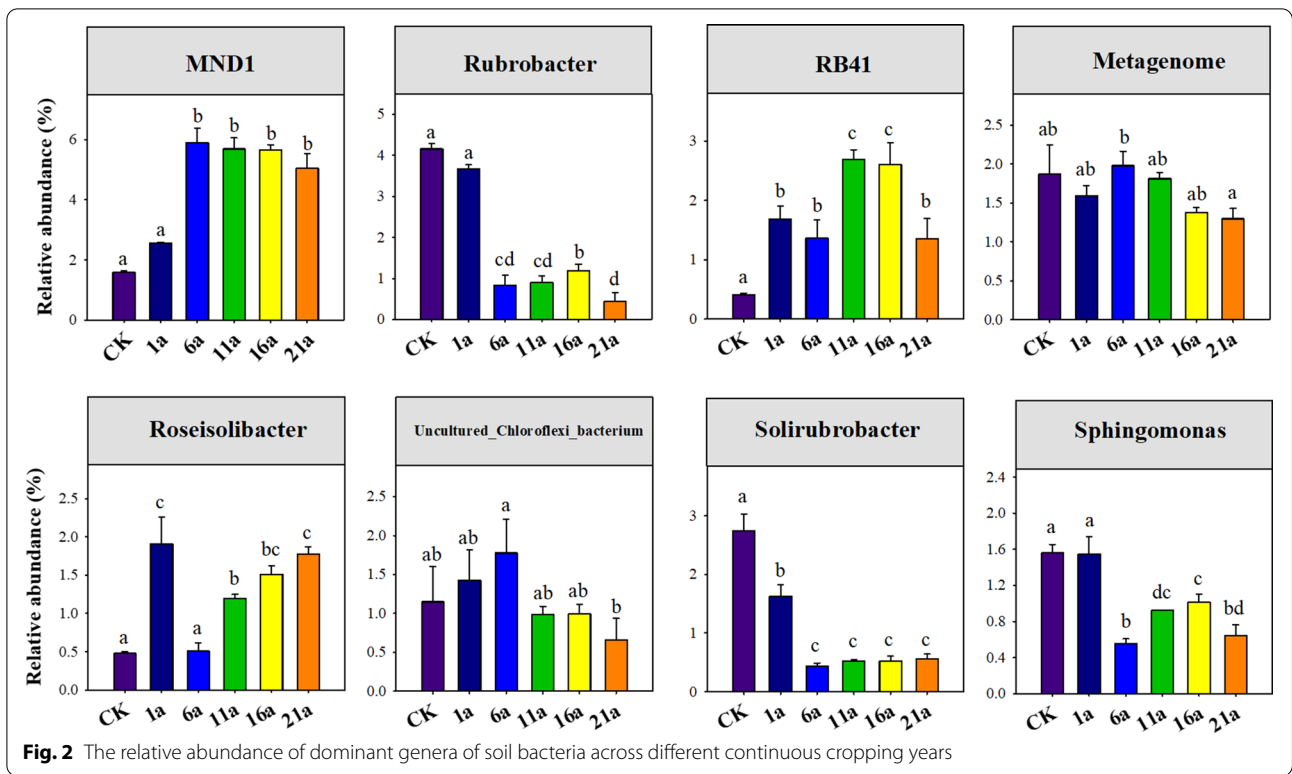 MND1
Rubrobacter
RB41
Metagenome
Relative abundance (%)
0
2
4
6
a
a
b
b
b
b
CK
1a
6a
11a
16a
21a
0
1
2
3
4
5
a
a
cd
cd
b
d
CK
1a
6a
11a
16a
21a
0
1
2
3
a
b
b
c
c
b
CK
1a
6a
11a
16a
21a
0.0
0.5
1.0
1.5
2.0
2.5
ab
ab
b
ab
ab
a
CK
1a
6a
11a
16a
21a
Roseisolibacter
Uncultured_Chloroflexi_bacterium
Solirubrobacter
Sphingomonas
Relative abundance (%)
0.0
0.5
1.0
1.5
2.0
2.5
a
c
a
b
bc
c
CK
1a
6a
11a
16a
21a
0.0
0.5
1.0
1.5
2.0
2.5
ab
ab
a
ab
ab
b
CK
1a
6a
11a
16a
21a
0
1
2
3
a
b
c
c
c
c
CK
1a
6a
11a
16a
21a
0.0
0.4
0.8
1.2
1.6
2.0
2.4
a
a
b
dc
c
bd
CK
1a
6a
11a
16a
21a
Fig. 2 The relative abundance of dominant genera of soil bacteria across different continuous cropping years